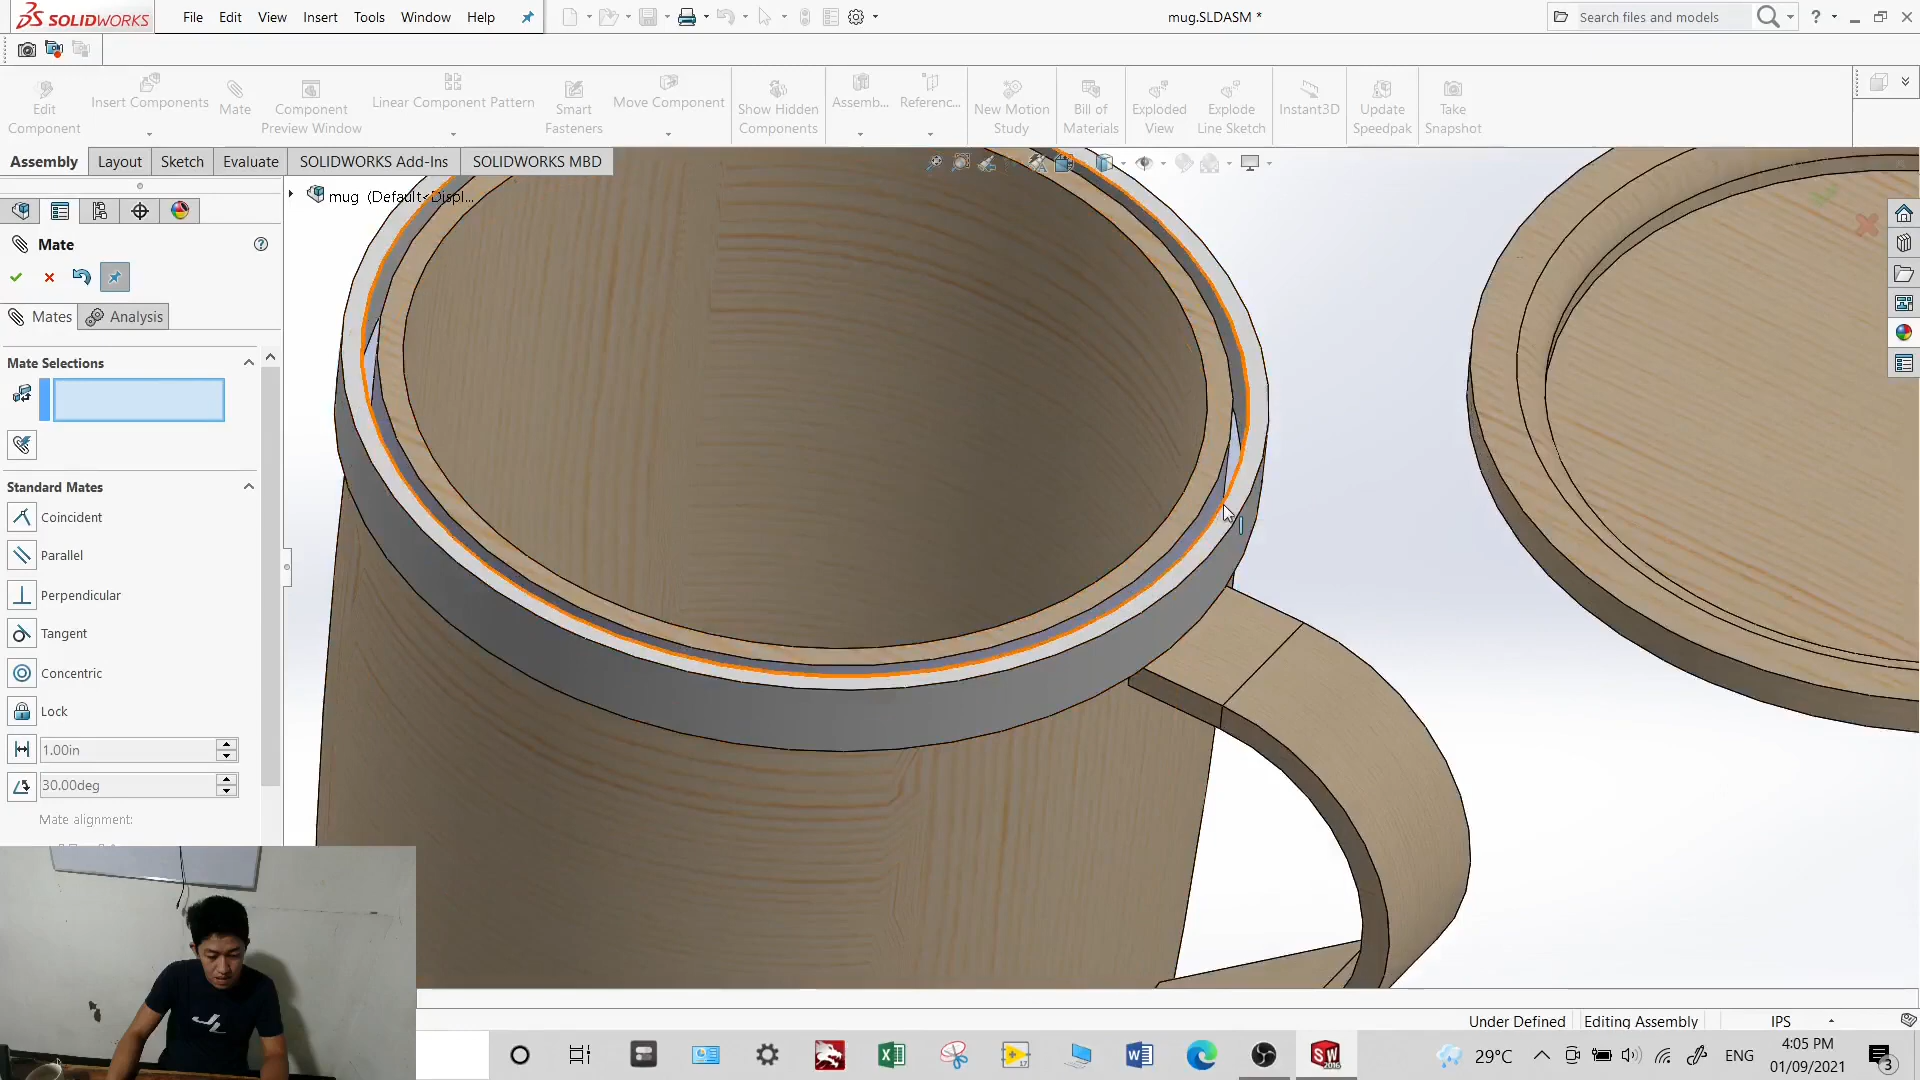 SOLIDWORKS
File Edit View Insert Tools Window Help
mug.SLDASM *
Search files and models
?
Edit Component
Insert Components
Mate
Component Preview Window
Linear Component Pattern
Smart Fasteners
Move Component
Show Hidden Components
Assemb...
Referenc...
New Motion Study
Bill of Materials
Exploded View
Explode Line Sketch
Instant3D
Update Speedpak
Take Snapshot
Assembly Layout Sketch Evaluate SOLIDWORKS Add-Ins SOLIDWORKS MBD
mug (Default<Displ...
Mate
Mates Analysis
Mate Selections
Standard Mates
Coincident
Parallel
Perpendicular
Tangent
Concentric
Lock
1.00in
30.00deg
Mate alignment:
Under Defined Editing Assembly IPS
29°C ENG 4:05 PM
01/09/2021
3